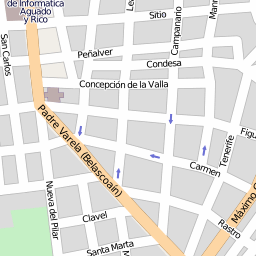 de Informatica
Aguado
y Rico
Sitio
Campanario
Peñalver
Condesa
San Carlos
Concepción de la Valla
Padre Varela (Belascoaín)
Tenerife
Carmen
Nueva del Pilar
Clavel
Rastro
Santa Marta